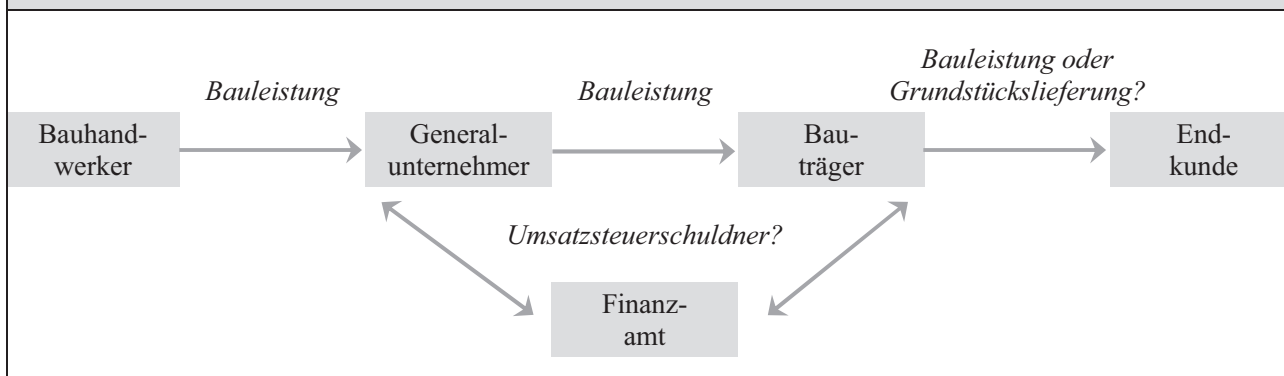 Bauleistung oder
Grundstückslieferung?
Bauleistung
Bauleistung
Bauhand-
werker
General-
unternehmer
Bau-
träger
End-
kunde
Umsatzsteuerschuldner?
Finanz-
amt